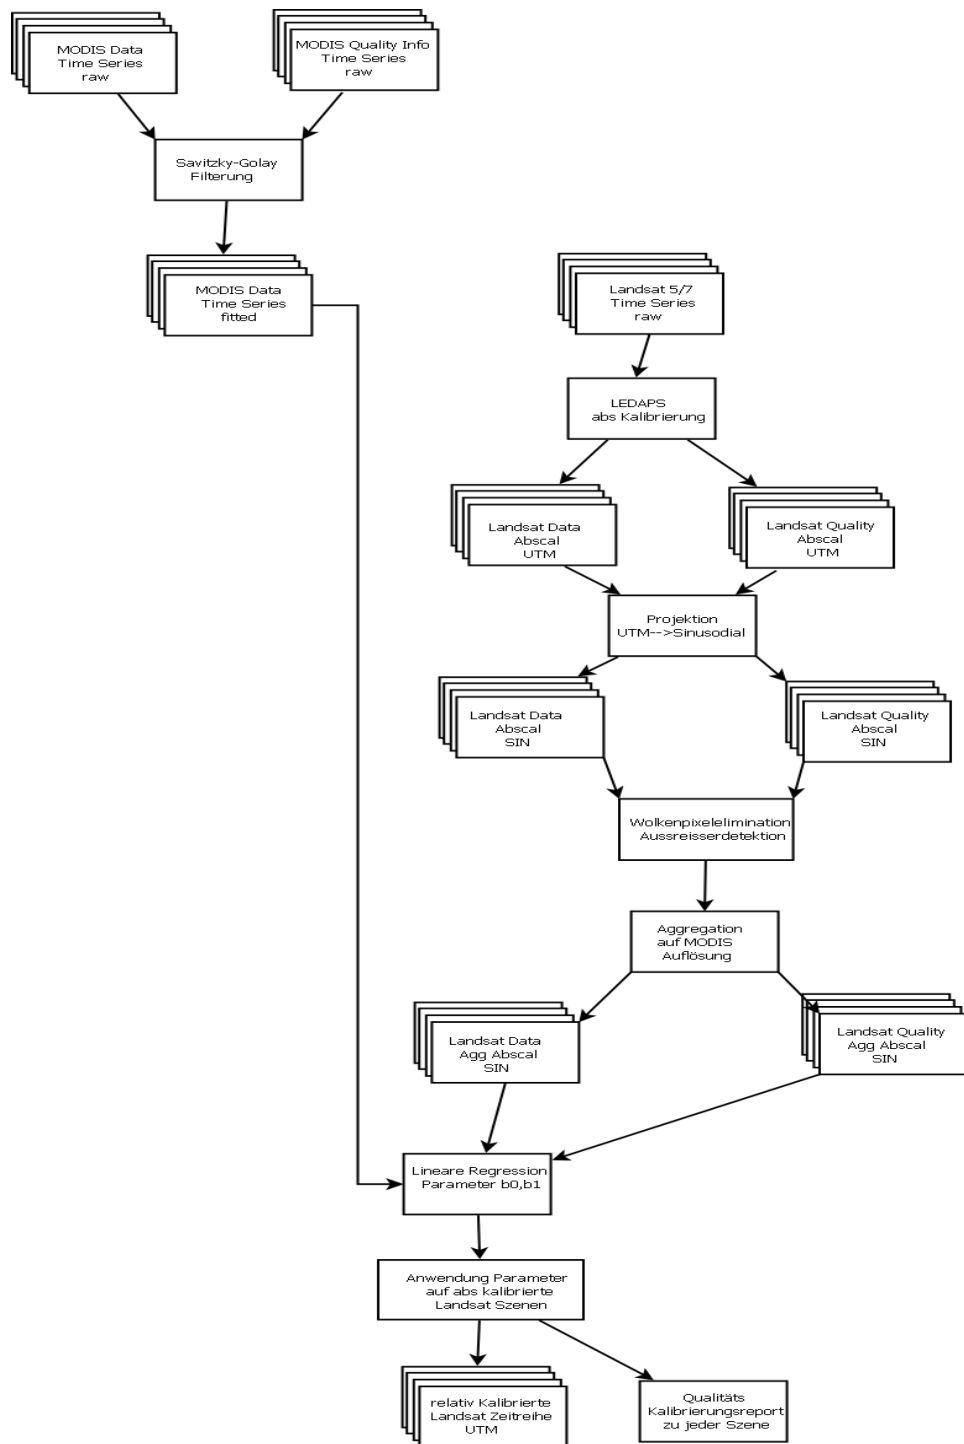 MODIS Data
Time Series
raw
MODIS Quality Info
Time Series
raw
Savitzky-Golay
Filterung
MODIS Data
Time Series
fitted
Landsat 5/7
Time Series
raw
LEDAPS
abs Kalibrierung
Landsat Data
Abscal
UTM
Landsat Quality
Abscal
UTM
Projektion
UTM-->Sinusodial
Landsat Data
Abscal
SIN
Landsat Quality
Abscal
SIN
Wolkenpixelelimination
Aussreisserdetektion
Aggregation
auf MODIS
Auflösung
Landsat Data
Agg Abscal
SIN
Landsat Quality
Agg Abscal
SIN
Lineare Regression
Parameter b0,b1
Anwendung Parameter
auf abs kalibrierte
Landsat Szenen
relativ Kalibrierte
Landsat Zeitreihe
UTM
Qualitäts
Kalibrierungsreport
zu jeder Szene